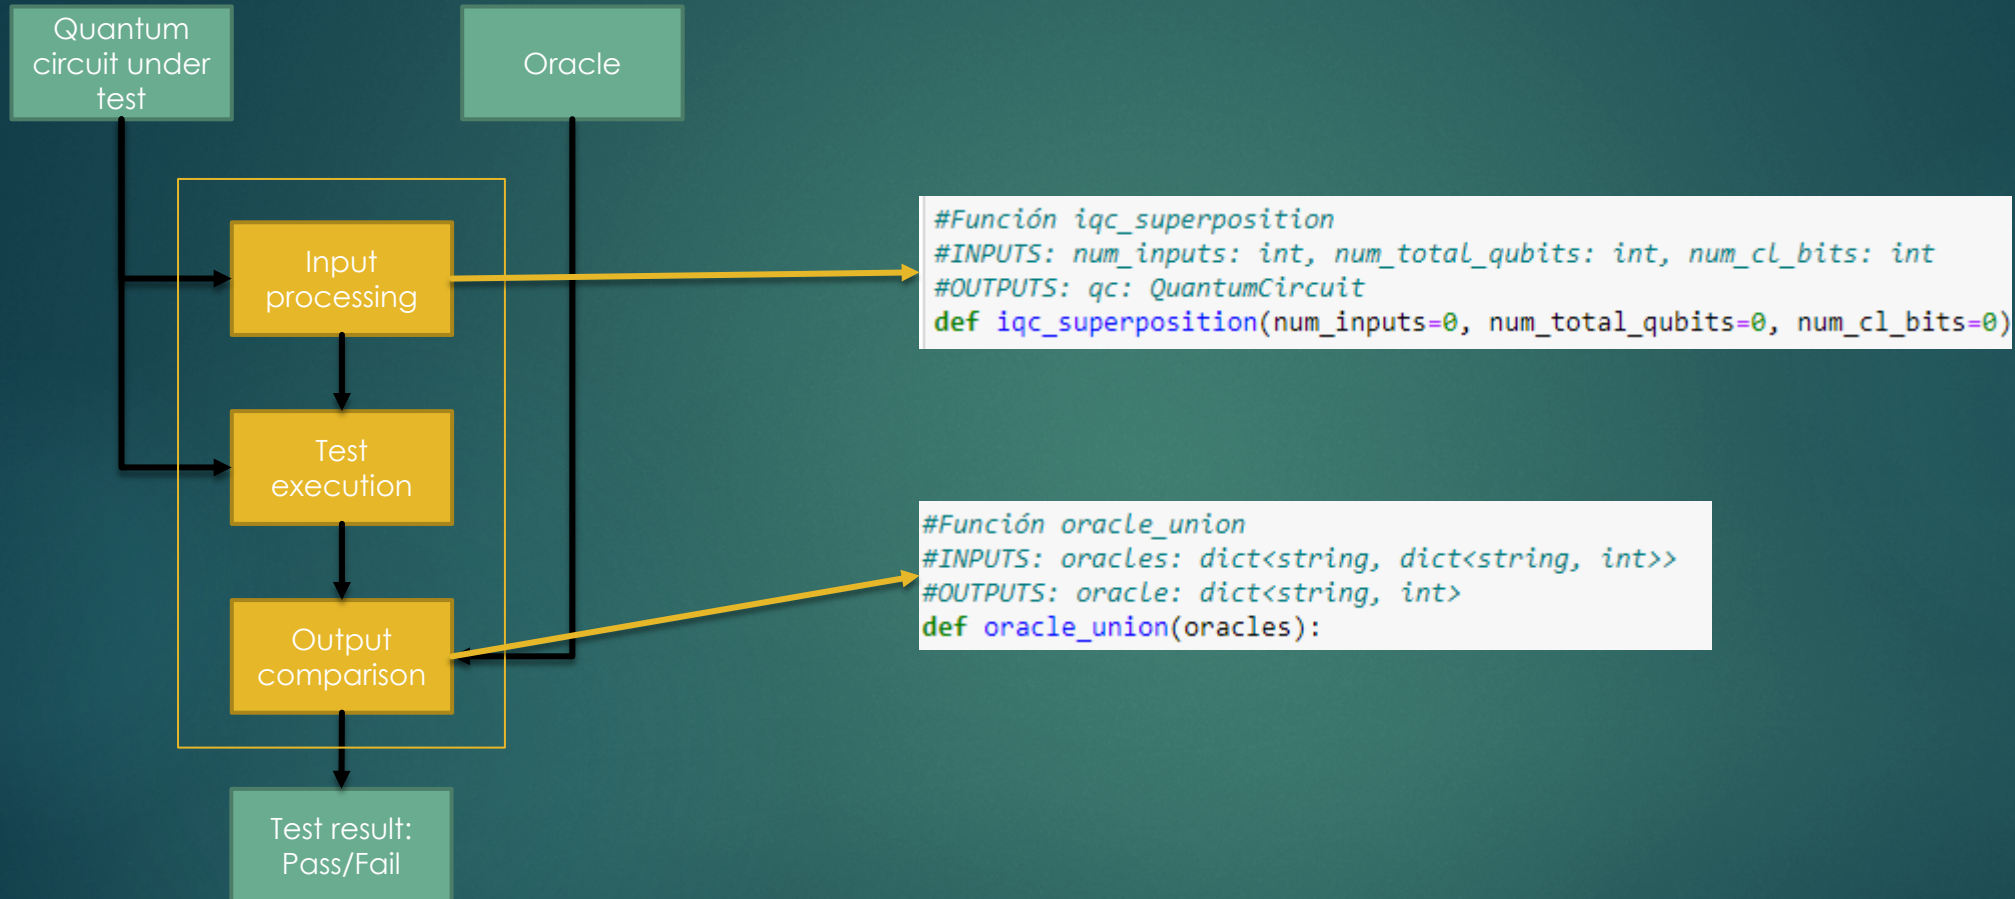 Quantum
circuit under
test
Oracle
Input
processing
Test
execution
Output
comparison
Test result:
Pass/Fail
#Función iqc_superposition
#INPUTS: num_inputs: int, num_total_qubits: int, num_cl_bits: int
#OUTPUTS: qc: QuantumCircuit
def iqc_superposition(num_inputs=0, num_total_qubits=0, num_cl_bits=0)
#Función oracle_union
#INPUTS: oracles: dict<string, dict<string, int>>
#OUTPUTS: oracle: dict<string, int>
def oracle_union(oracles):